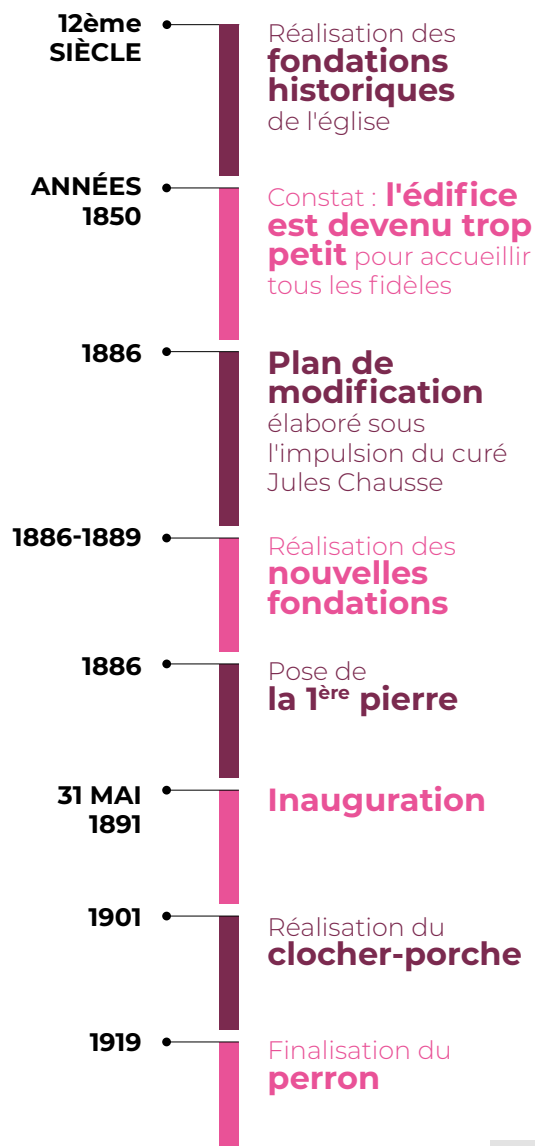 12ème
SIÈCLE
Réalisation des
fondations
historiques
de l'église
ANNÉES
1850
Constat : l'édifice
est devenu trop
petit pour accueillir
tous les fidèles
1886
Plan de
modification
élaboré sous
l'impulsion du curé
Jules Chausse
1886-1889
Réalisation des
nouvelles
fondations
1886
Pose de
la 1ère pierre
31 MAI
1891
Inauguration
1901
Réalisation du
clocher-porche
1919
Finalisation du
perron